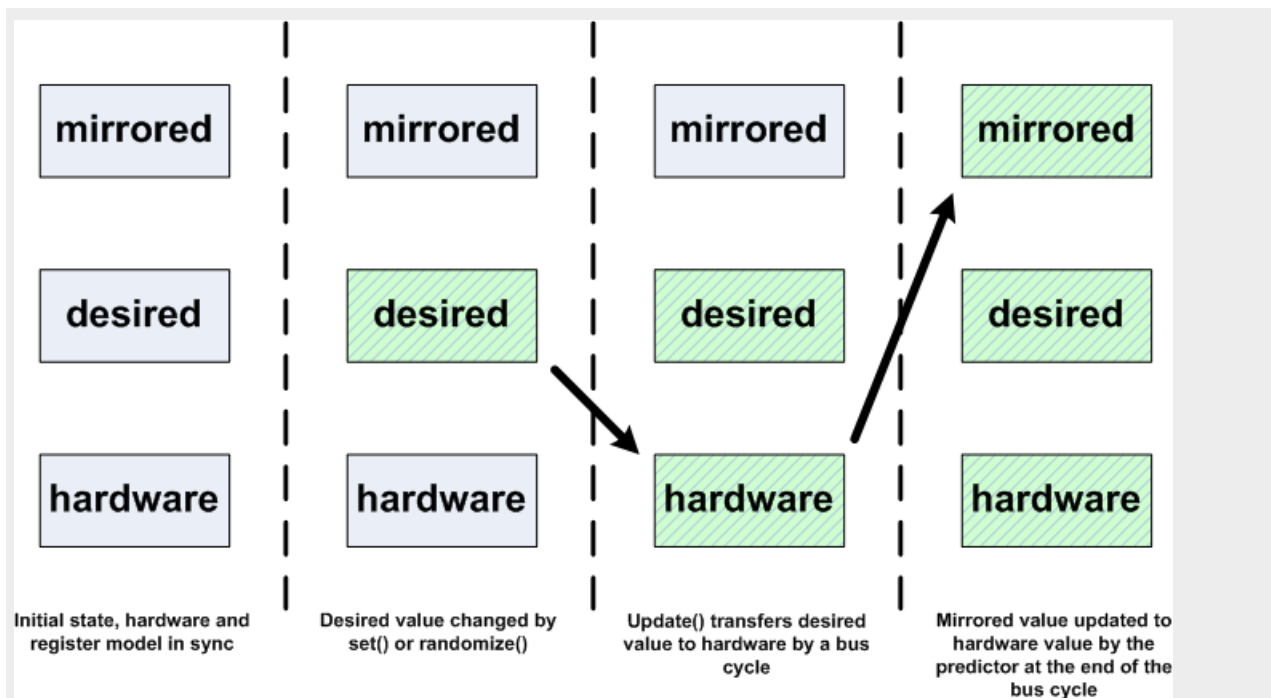 mirrored
mirrored
mirrored
mirrored
desired
desired
desired
desired
hardware
hardware
hardware
hardware
Initial state, hardware and
register model in sync
Desired value changed by
set() or randomize()
Update() transfers desired
value to hardware by a bus
cycle
Mirrored value updated to
hardware value by the
predictor at the end of the
bus cycle